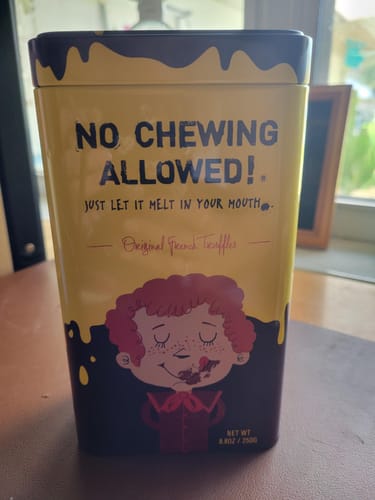 NO CHEWING
ALLOWED!
JUST LET IT MELT IN YOUR MOUTH
Original French Truffles
NET WT
8.8OZ / 250G